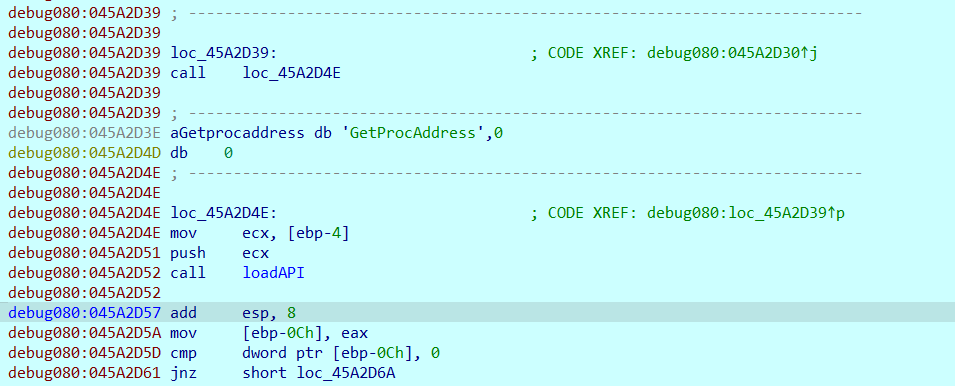 debug080:045A2D39 ; ---------------------------------------------------------------------------
debug080:045A2D39
debug080:045A2D39 loc_45A2D39: ; CODE XREF: debug080:045A2D30↑j
debug080:045A2D39 call loc_45A2D4E
debug080:045A2D39
debug080:045A2D39 ; ---------------------------------------------------------------------------
debug080:045A2D3E aGetprocaddress db 'GetProcAddress',0
debug080:045A2D4D db 0
debug080:045A2D4E ; ---------------------------------------------------------------------------
debug080:045A2D4E
debug080:045A2D4E loc_45A2D4E: ; CODE XREF: debug080:loc_45A2D39↑p
debug080:045A2D4E mov ecx, [ebp-4]
debug080:045A2D51 push ecx
debug080:045A2D52 call loadAPI
debug080:045A2D52
debug080:045A2D57 add esp, 8
debug080:045A2D5A mov [ebp-0Ch], eax
debug080:045A2D5D cmp dword ptr [ebp-0Ch], 0
debug080:045A2D61 jnz short loc_45A2D6A